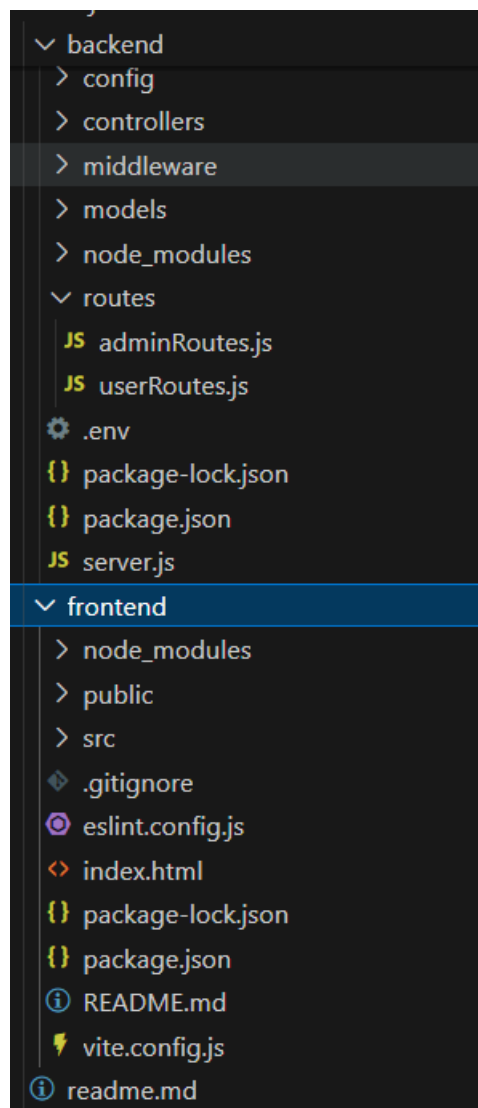 backend
config
controllers
middleware
models
node_modules
routes
JS adminRoutes.js
JS userRoutes.js
.env
{} package-lock.json
{} package.json
JS server.js
frontend
node_modules
public
src
.gitignore
eslint.config.js
<> index.html
{} package-lock.json
{} package.json
README.md
vite.config.js
readme.md